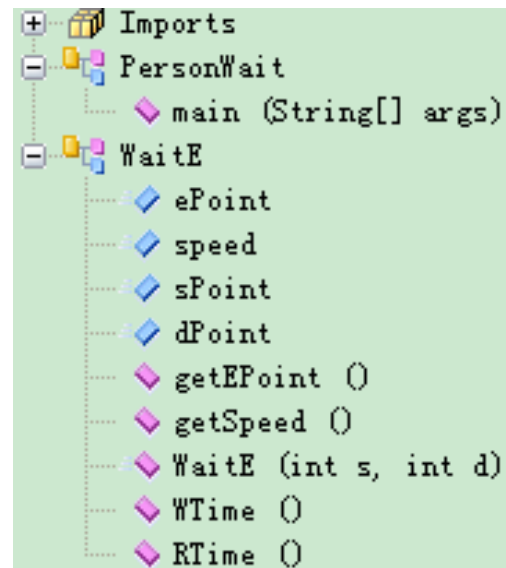 Imports
PersonWait
main (String[] args)
WaitE
ePoint
speed
sPoint
dPoint
getEPoint ()
getSpeed ()
WaitE (int s, int d)
WTime ()
RTime ()